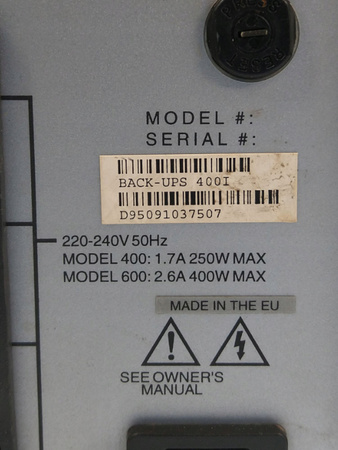 MODEL #:
SERIAL #:
BACK-UPS 400I
D95091037507
220-240V 50Hz
MODEL 400: 1.7A 250W MAX
MODEL 600: 2.6A 400W MAX
MADE IN THE EU
SEE OWNER'S
MANUAL